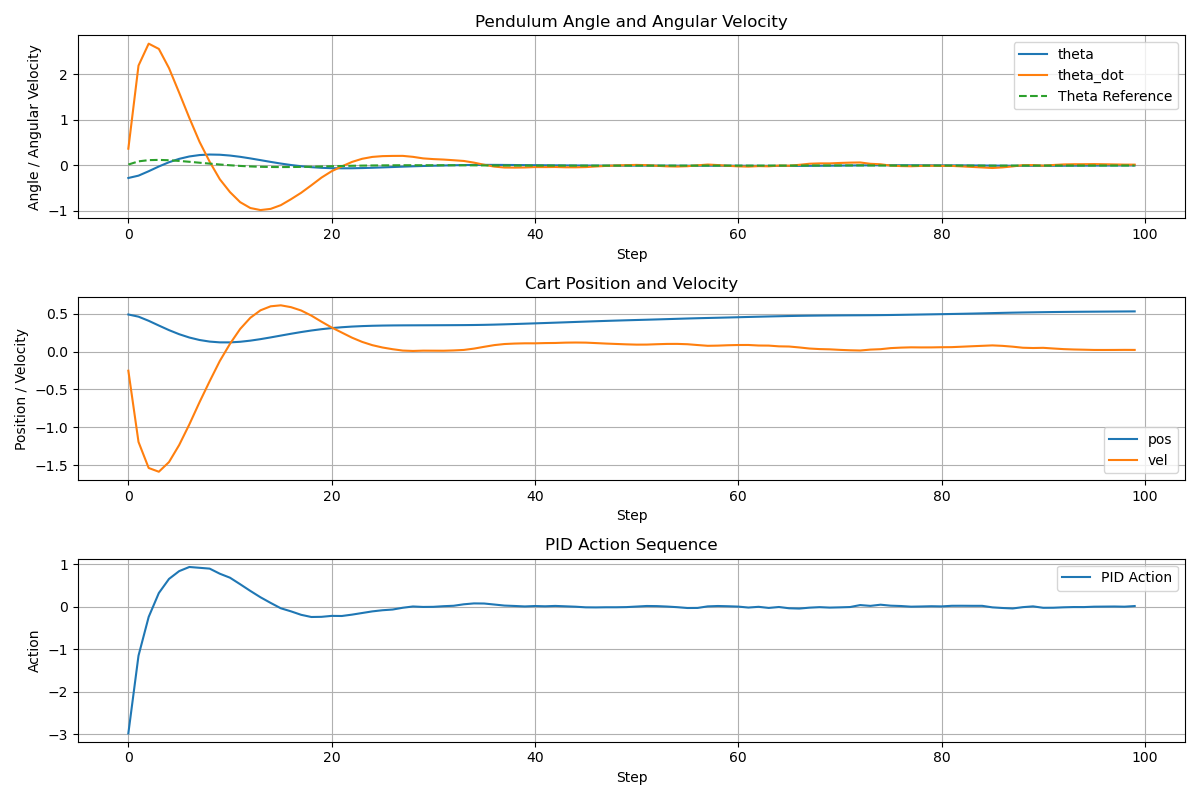 Pendulum Angle and Angular Velocity
Angle / Angular Velocity
2
1
0
−1
theta
theta_dot
Theta Reference
0 20 40 60 80 100
Step
Cart Position and Velocity
Position / Velocity
0.5
0.0
−0.5
−1.0
−1.5
pos
vel
0 20 40 60 80 100
Step
PID Action Sequence
Action
1
0
−1
−2
−3
PID Action
0 20 40 60 80 100
Step